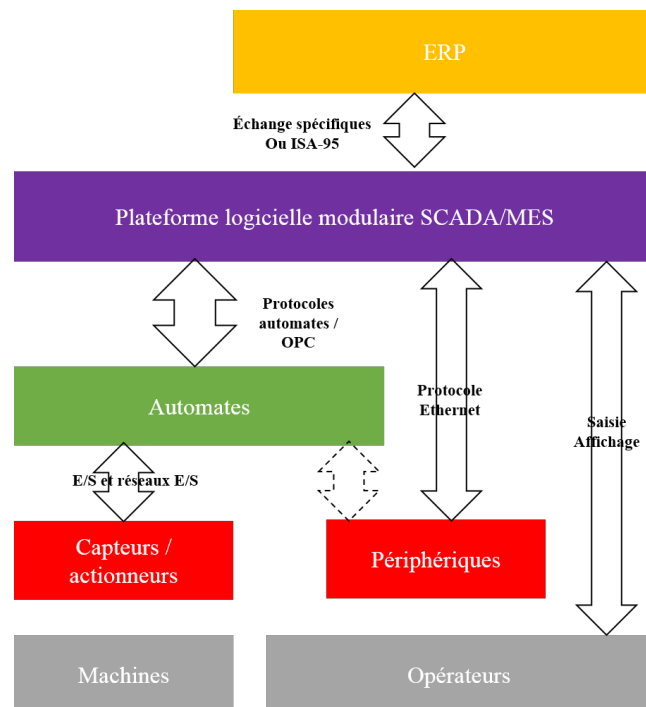 ERP
Échange spécifiques
Ou ISA-95
Plateforme logicielle modulaire SCADA/MES
Protocoles
automates /
OPC
Automates
Protocole
Ethernet
Saisie
Affichage
E/S et réseaux E/S
Capteurs /
actionneurs
Périphériques
Machines
Opérateurs